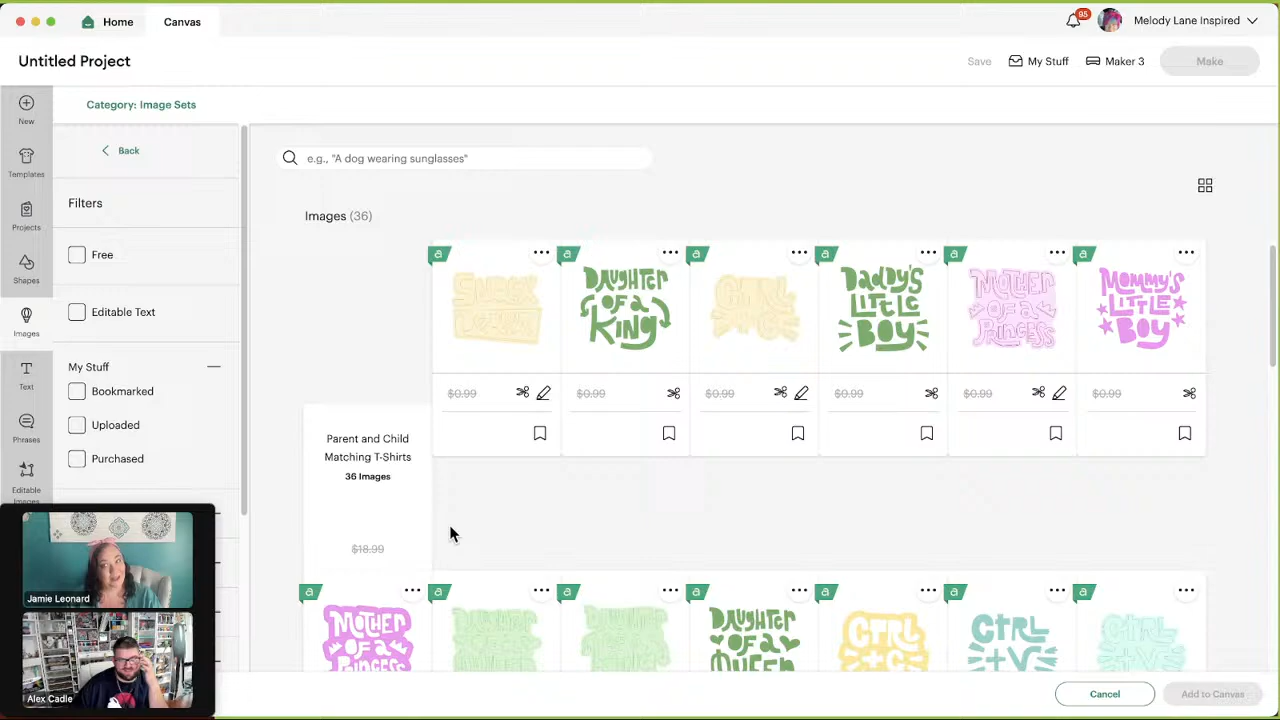 Home
Canvas
95
Melody Lane Inspired
Untitled Project
Save
My Stuff
Maker 3
Make
New
Templates
Projects
Shapes
Images
Text
Phrases
Editable
Images
Category: Image Sets
Back
Filters
Free
Editable Text
My Stuff
Bookmarked
Uploaded
Purchased
e.g., "A dog wearing sunglasses"
Images (36)
a
a
a
a
a
a
DAUGHTER
OF a
KING
CTRL
+C
DADDY'S
LITTLE
BOY
MOTHER
OF a
PRINCESS
MOMMY'S
LITTLE
BOY
$0.99
$0.99
$0.99
$0.99
$0.99
$0.99
Parent and Child
Matching T-Shirts
36 Images
$18.99
a
a
a
a
a
a
a
MOTHER
OF a
PRINCESS
DAUGHTER
OF a
QUEEN
CTRL
+C
CTRL
+V
CTRL
+V
Jamie Leonard
Alex Cadle
Cancel
Add to Canvas